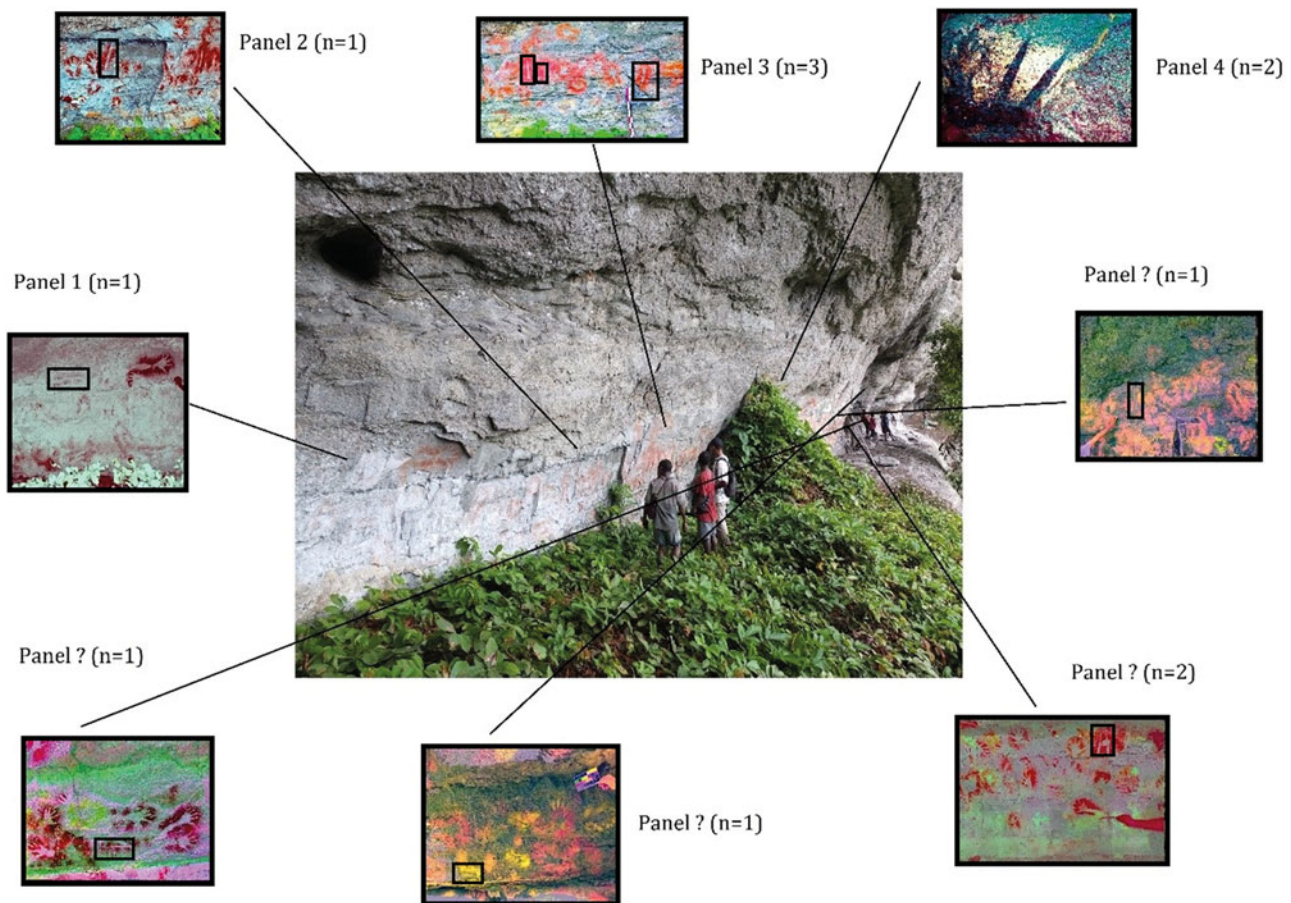 Panel 2 (n=1)
Panel 3 (n=3)
Panel 4 (n=2)
Panel 1 (n=1)
Panel ? (n=1)
Panel ? (n=1)
Panel ? (n=2)
Panel ? (n=1)